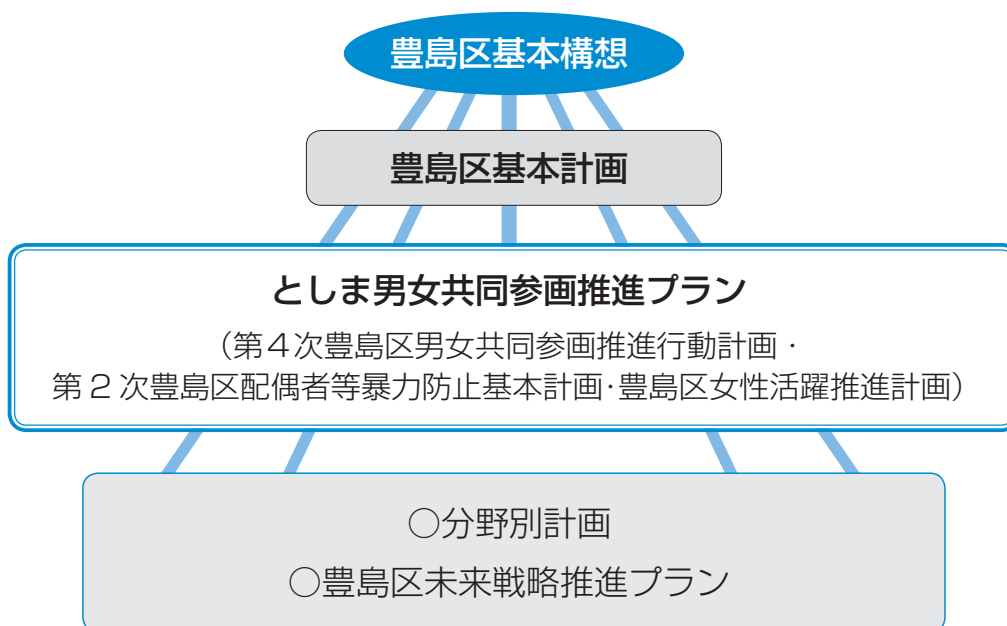 豊島区基本構想
豊島区基本計画
としま男女共同参画推進プラン
（第４次豊島区男女共同参画推進行動計画・
第２次豊島区配偶者等暴力防止基本計画・豊島区女性活躍推進計画）
○分野別計画
○豊島区未来戦略推進プラン